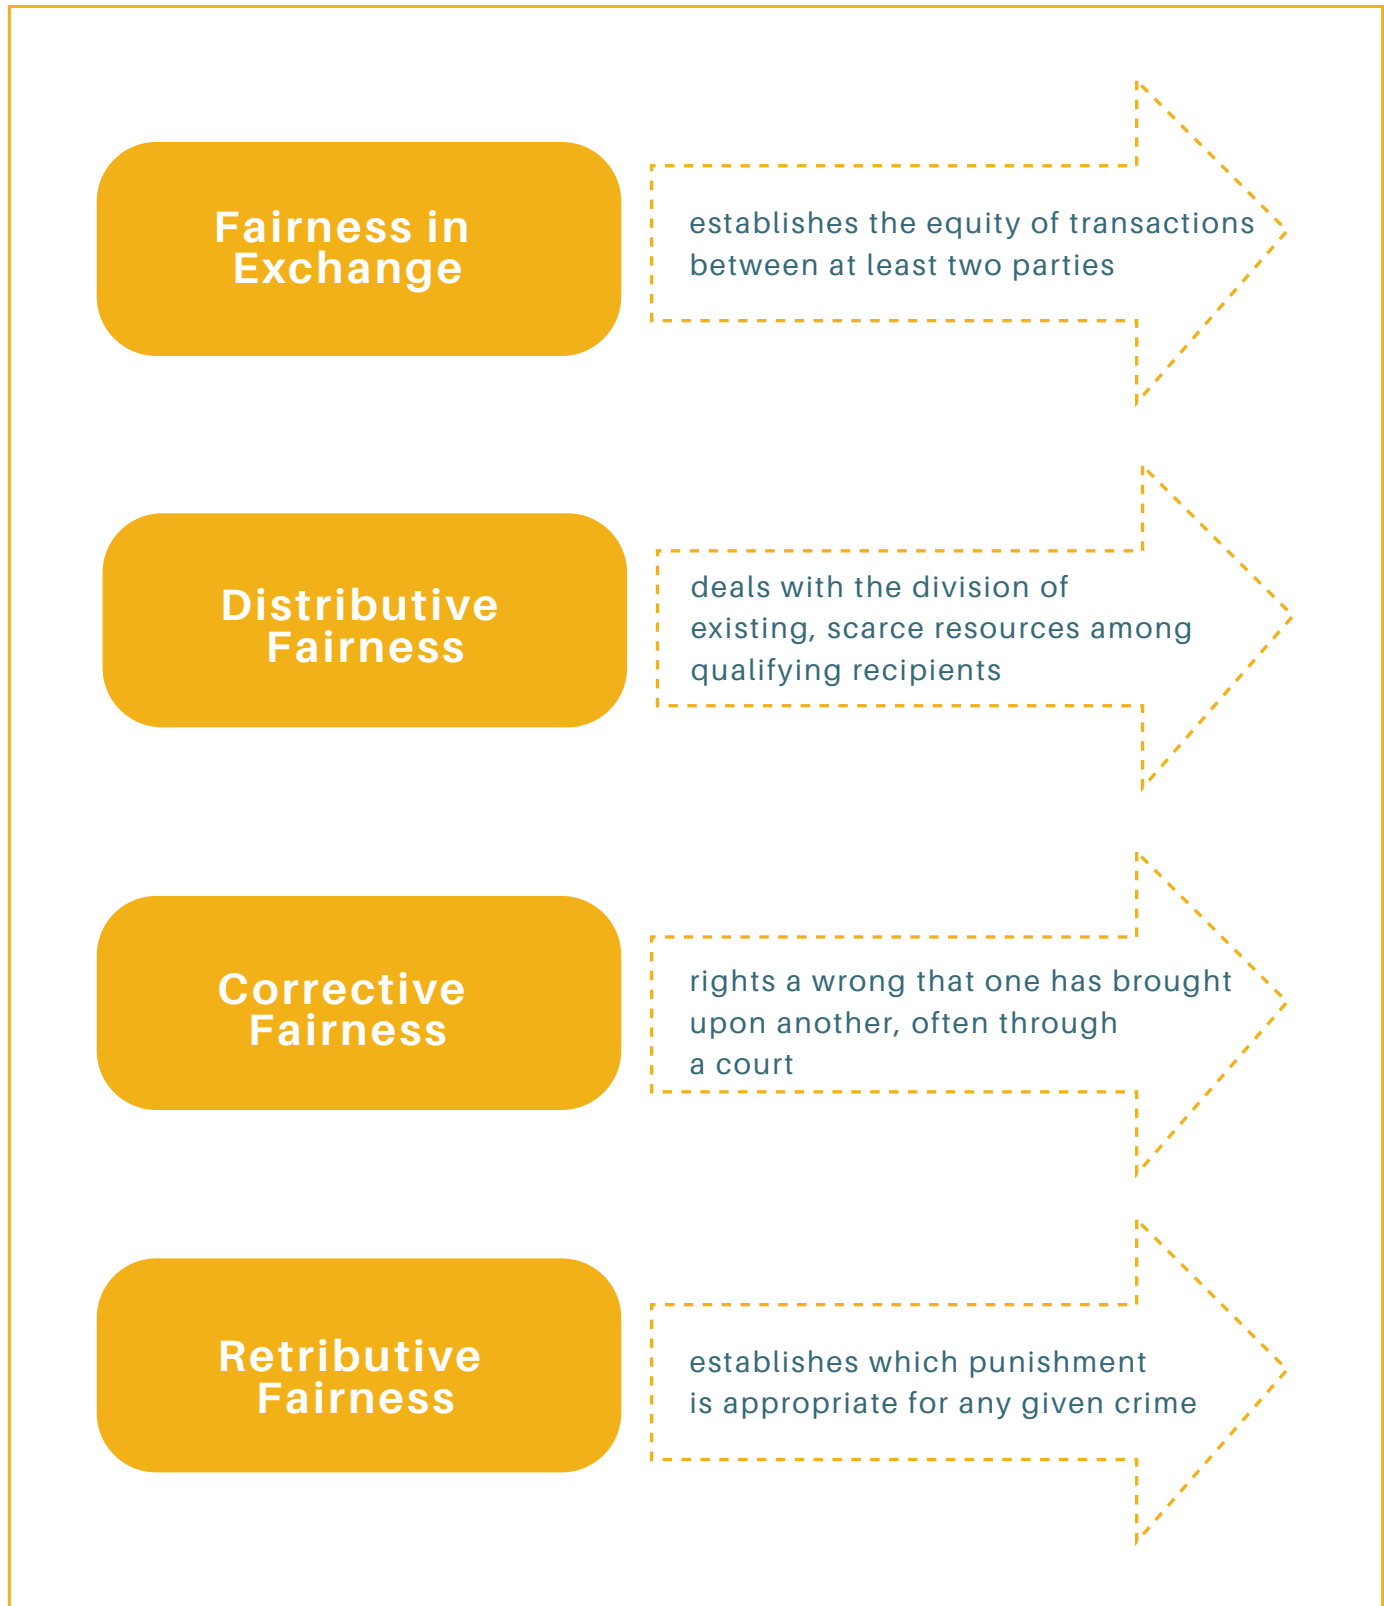 Fairness in
Exchange
establishes the equity of transactions
between at least two parties
Distributive
Fairness
deals with the division of
existing, scarce resources among
qualifying recipients
Corrective
Fairness
rights a wrong that one has brought
upon another, often through
a court
Retributive
Fairness
establishes which punishment
is appropriate for any given crime